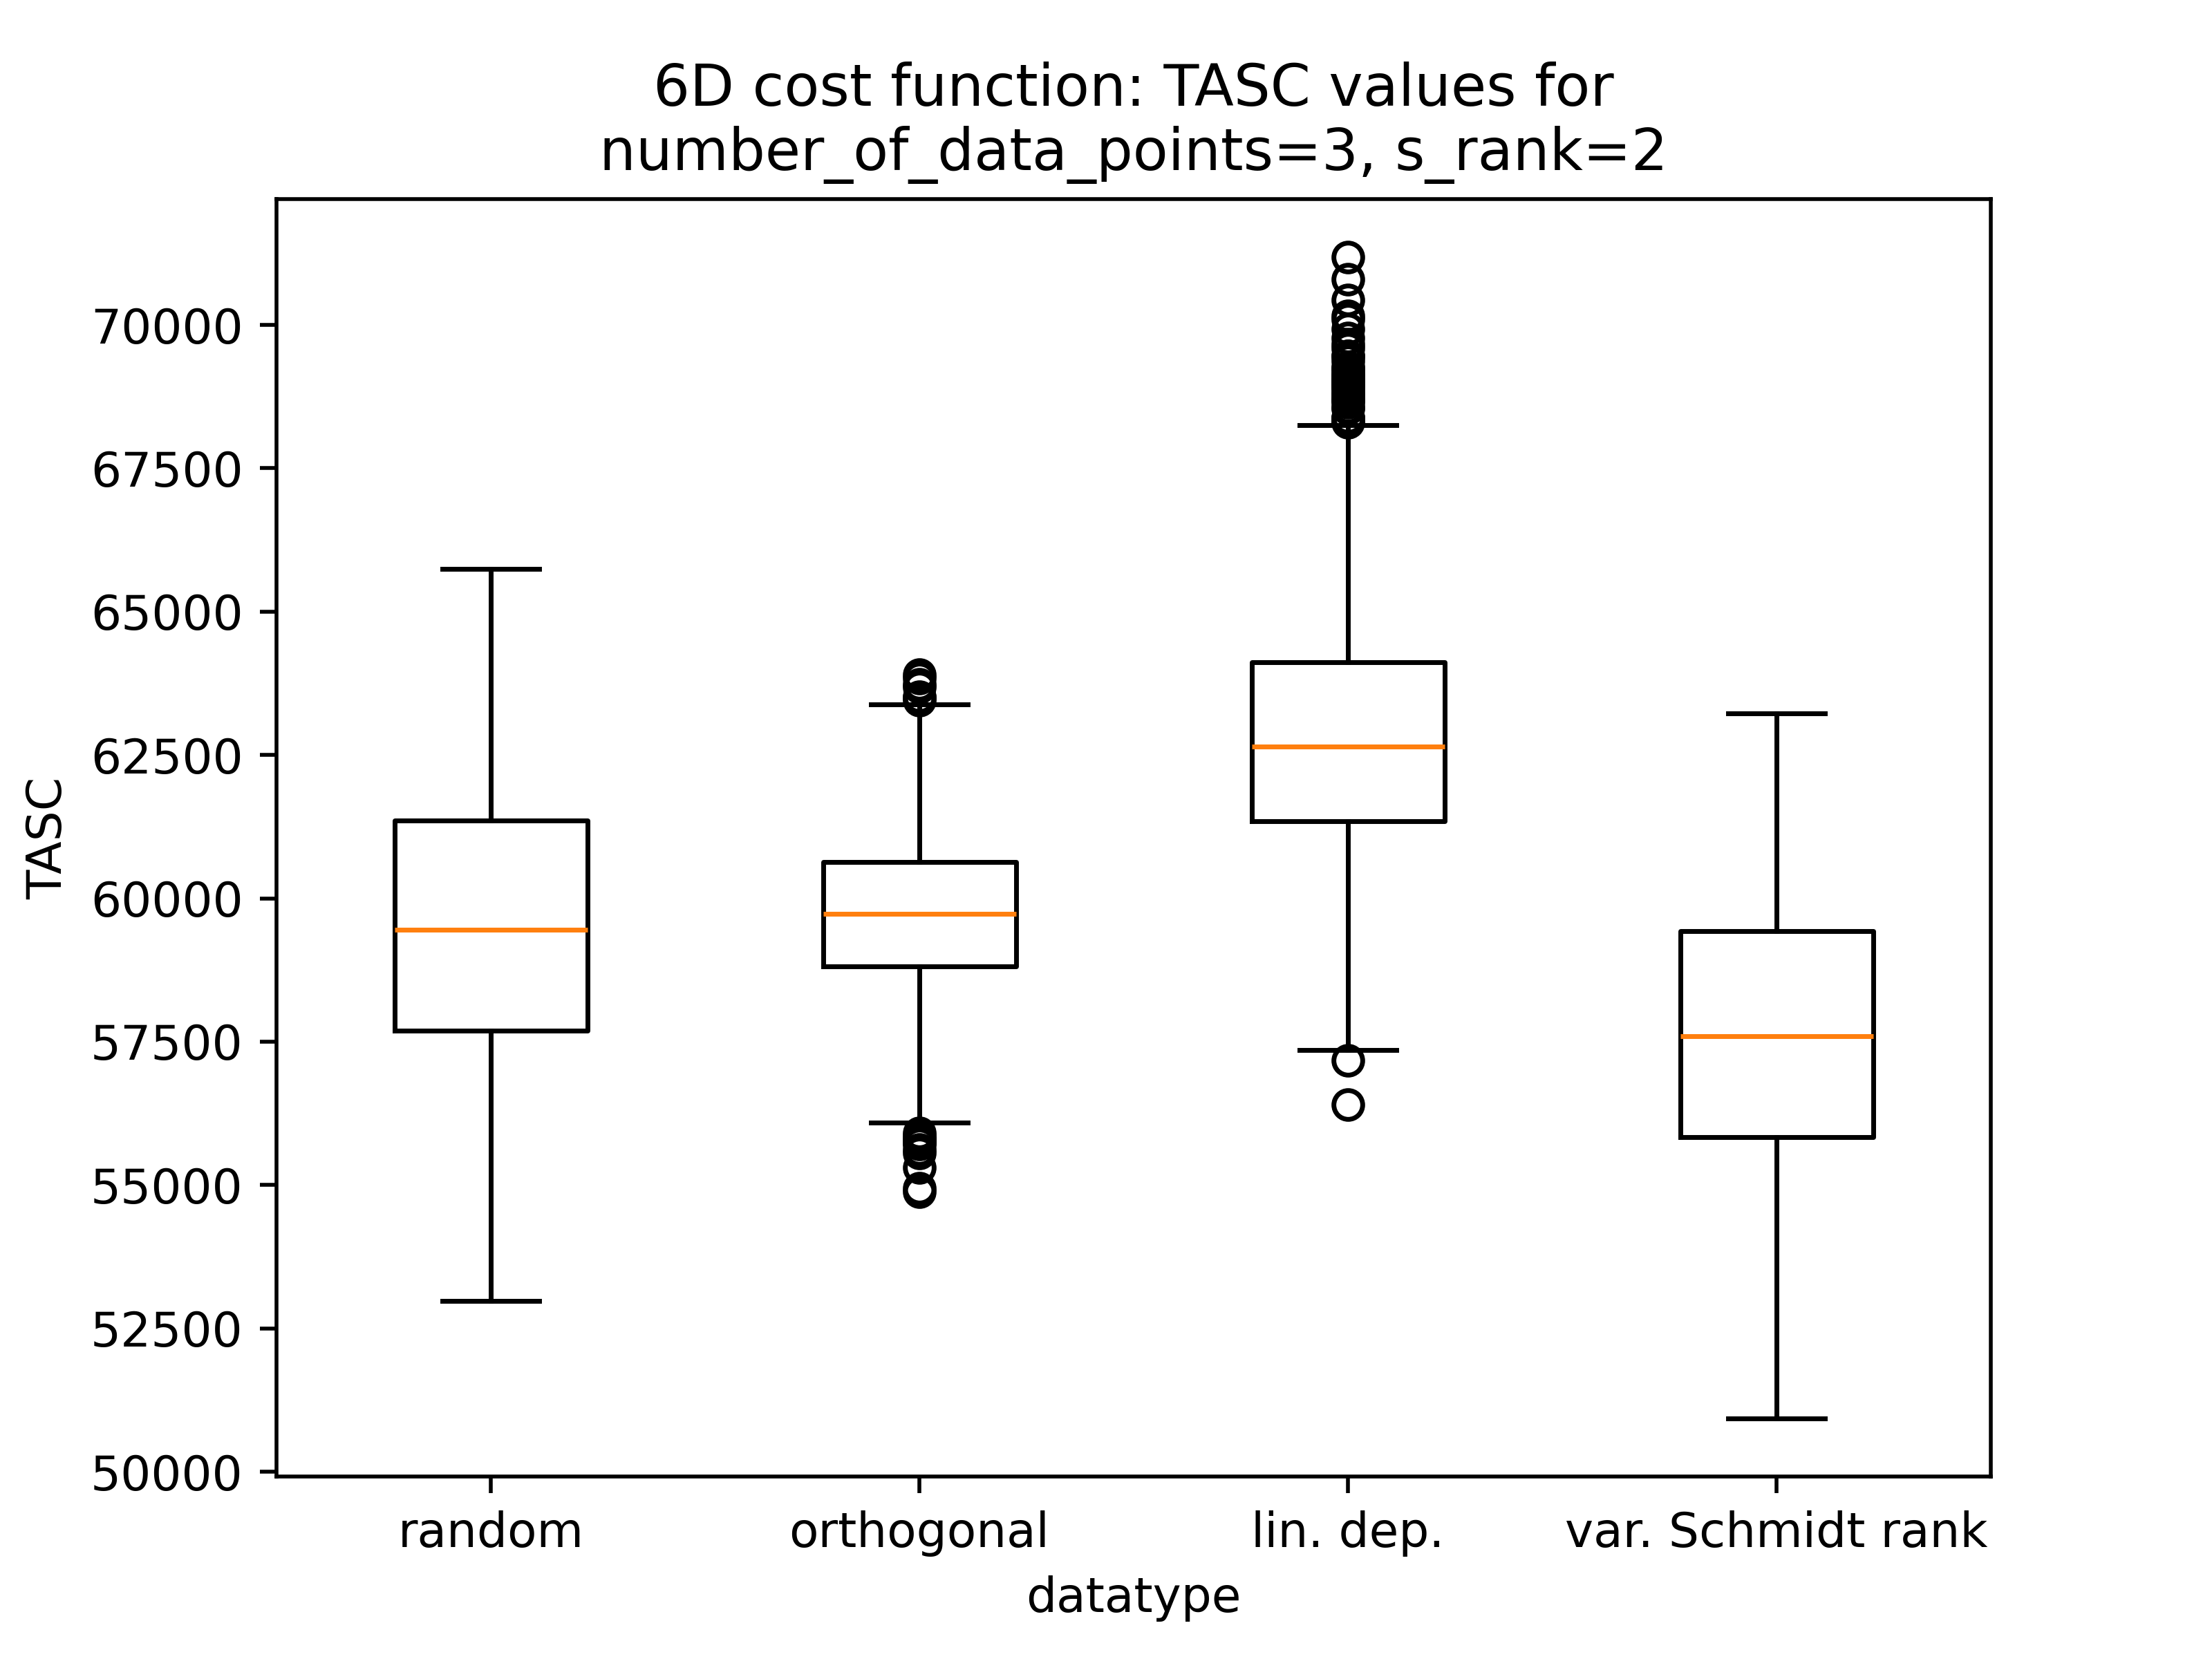 6D cost function: TASC values for
number_of_data_points=3, s_rank=2
TASC
70000
67500
65000
62500
60000
57500
55000
52500
50000
random orthogonal lin. dep. var. Schmidt rank
datatype